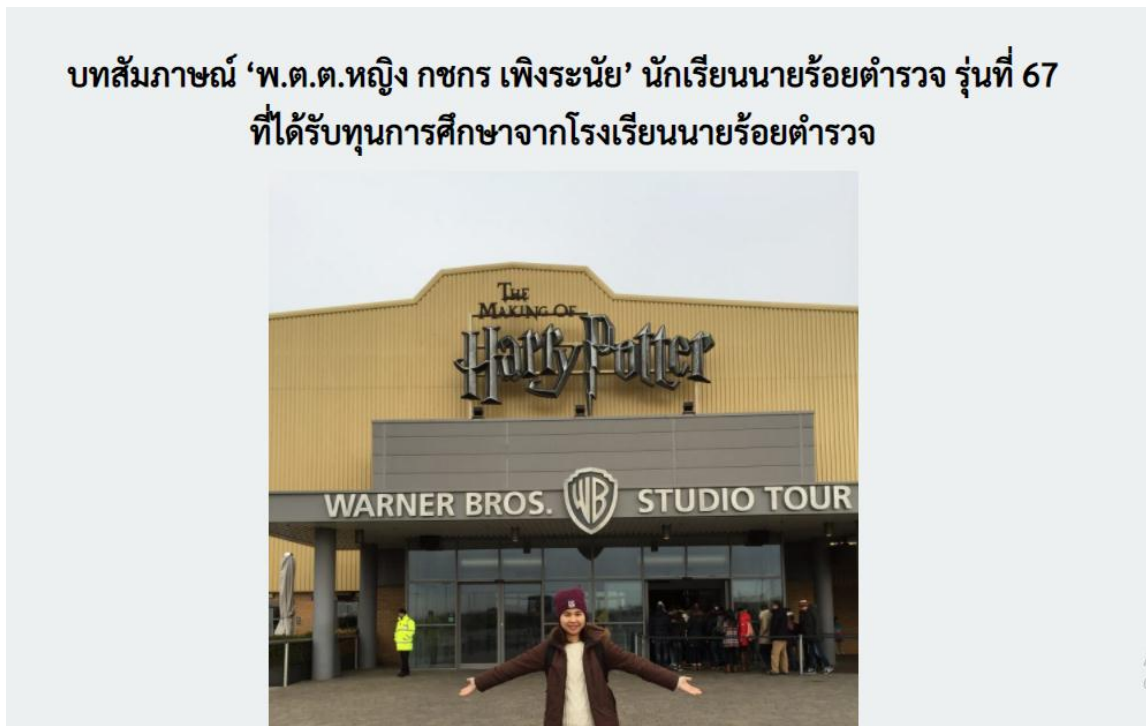 บทสัมภาษณ์ ‘พ.ต.ต.หญิง กชกร เพิงระนัย’ นักเรียนนายร้อยตำรวจ รุ่นที่ 67
ที่ได้รับทุนการศึกษาจากโรงเรียนนายร้อยตำรวจ
THE
MAKING OF
Harry Potter
WARNER BROS. WB STUDIO TOUR